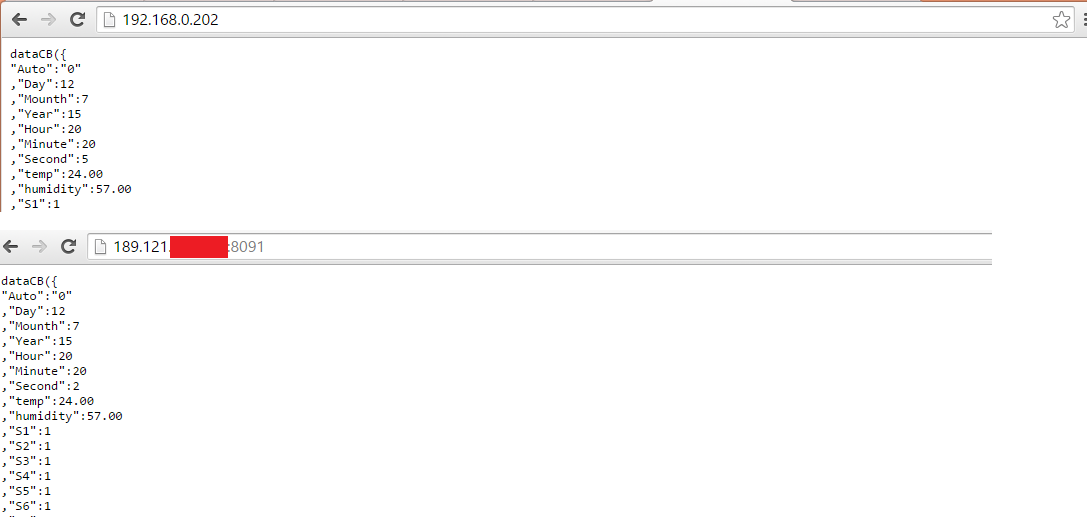 192.168.0.202
dataCB({
"Auto":"0"
,"Day":12
,"Mounth":7
,"Year":15
,"Hour":20
,"Minute":20
,"Second":5
,"temp":24.00
,"humidity":57.00
,"S1":1
189.121. :8091
dataCB({
"Auto":"0"
,"Day":12
,"Mounth":7
,"Year":15
,"Hour":20
,"Minute":20
,"Second":2
,"temp":24.00
,"humidity":57.00
,"S1":1
,"S2":1
,"S3":1
,"S4":1
,"S5":1
,"S6":1